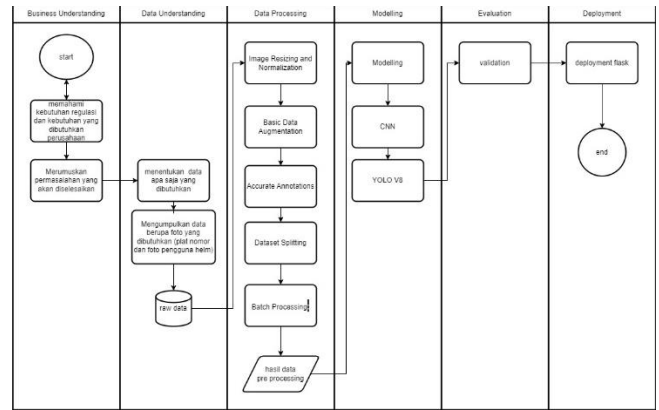 Business Understanding
Data Understanding
Data Processing
Modelling
Evaluation
Deployment
start
memahami
kebutuhan regulasi
dan kebutuhan yang
dibutuhkan
perusahaan
Merumuskan
permasalahan yang
akan diselesaikan
menentukan data
apa saja yang
dibutuhkan
Mengumpulkan data
berupa foto yang
dibutuhkan (plat nomor
dan foto pengguna helm)
raw data
Image Resizing and
Normalization
Basic Data
Augmentation
Accurate Annotations
Dataset Splitting
Batch Processing
hasil data
pre processing
Modelling
CNN
YOLO V8
validation
deployment flask
end